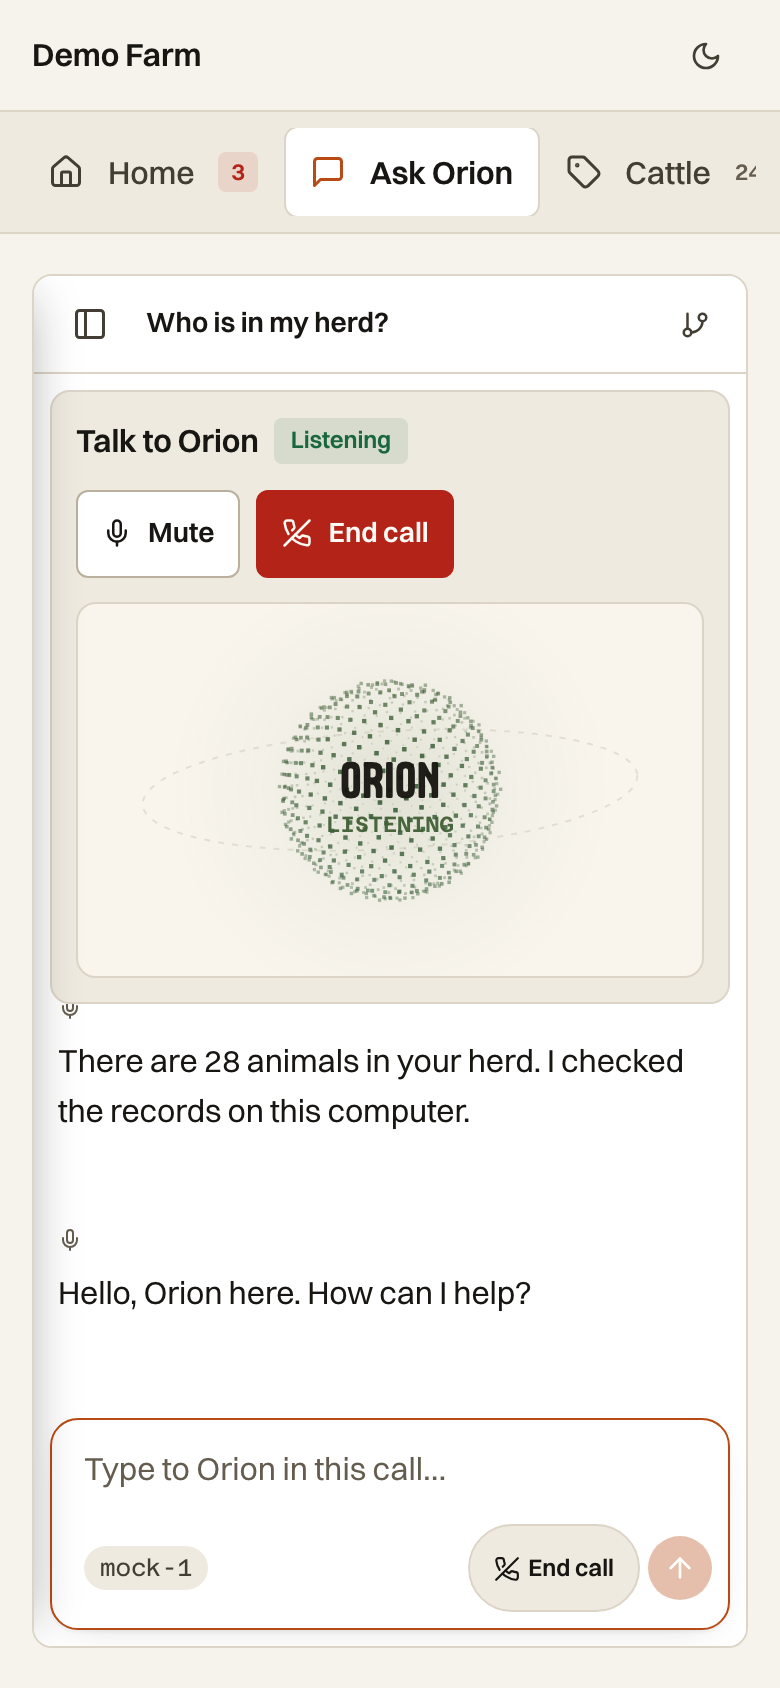 Demo Farm
Home 3 Ask Orion Cattle 24
Who is in my herd?
Talk to Orion Listening
Mute End call
ORION
LISTENING
There are 28 animals in your herd. I checked
the records on this computer.
Hello, Orion here. How can I help?
Type to Orion in this call...
mock-1 End call